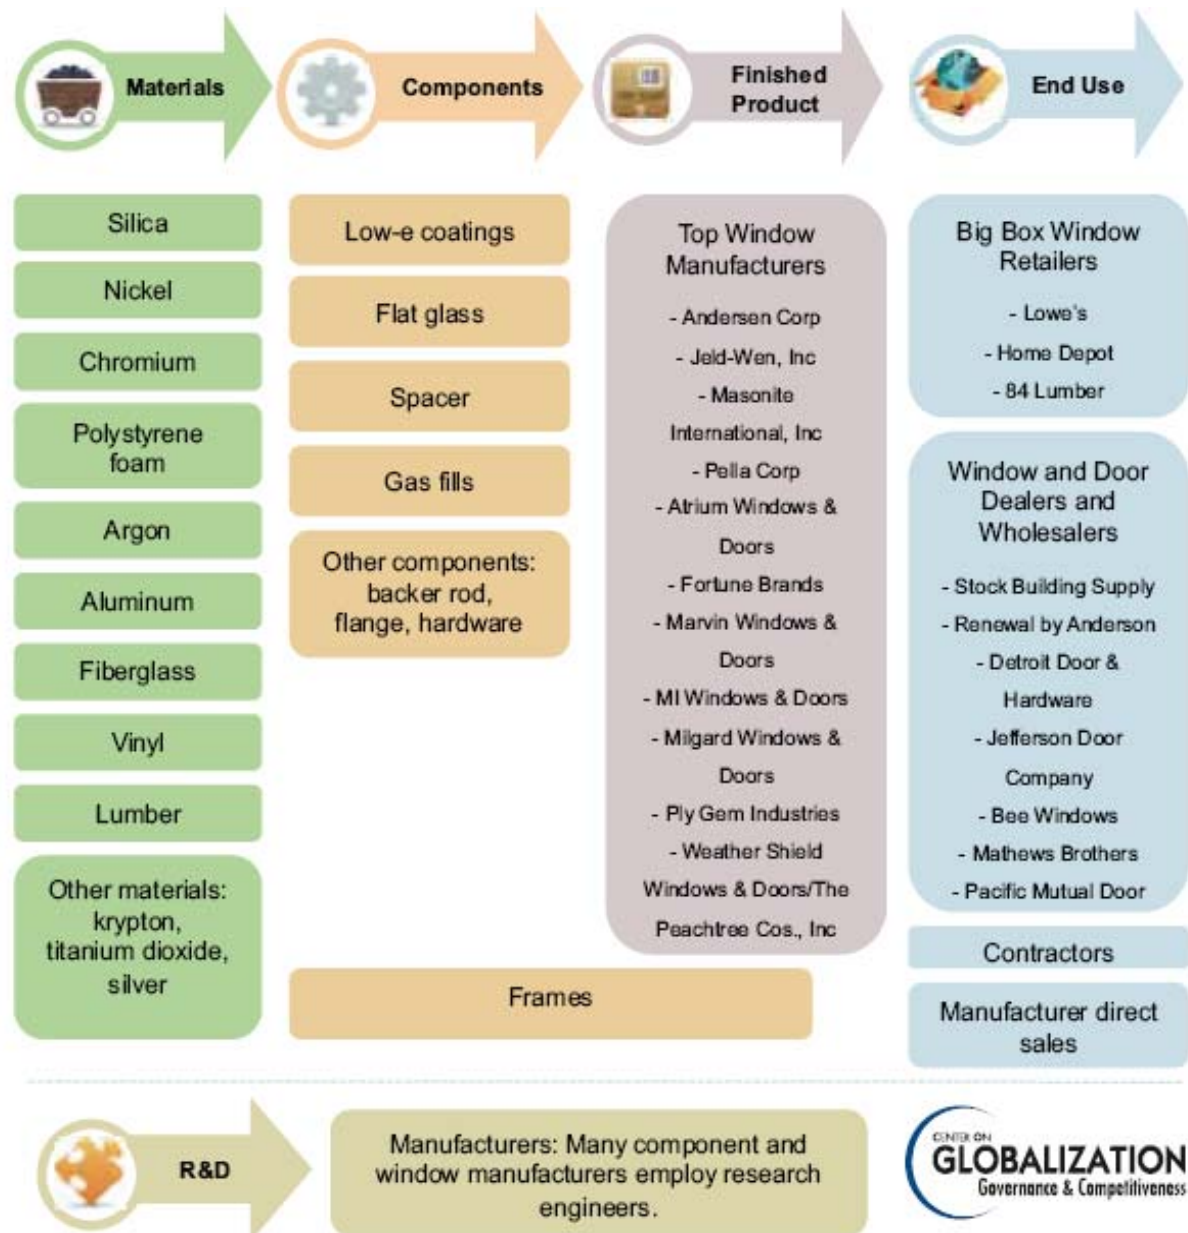 Materials
Components
Finished
Product
End Use
Silica
Nickel
Chromium
Polystyrene
foam
Argon
Aluminum
Fiberglass
Vinyl
Lumber
Other materials:
krypton,
titanium dioxide,
silver
Low-e coatings
Flat glass
Spacer
Gas fills
Other components:
backer rod,
flange, hardware
Frames
Top Window
Manufacturers
- Andersen Corp
- Jeld-Wen, Inc
- Masonite
International, Inc
- Pella Corp
- Atrium Windows &
Doors
- Fortune Brands
- Marvin Windows &
Doors
- MI Windows & Doors
- Milgard Windows &
Doors
- Ply Gem Industries
- Weather Shield
Windows & Doors/The
Peachtree Cos., Inc
Big Box Window
Retailers
- Lowe's
- Home Depot
- 84 Lumber
Window and Door
Dealers and
Wholesalers
- Stock Building Supply
- Renewal by Anderson
- Detroit Door &
Hardware
- Jefferson Door
Company
- Bee Windows
- Mathews Brothers
- Pacific Mutual Door
Contractors
Manufacturer direct
sales
R&D
Manufacturers: Many component and
window manufacturers employ research
engineers.
CENTER ON
GLOBALIZATION
Governance & Competitiveness